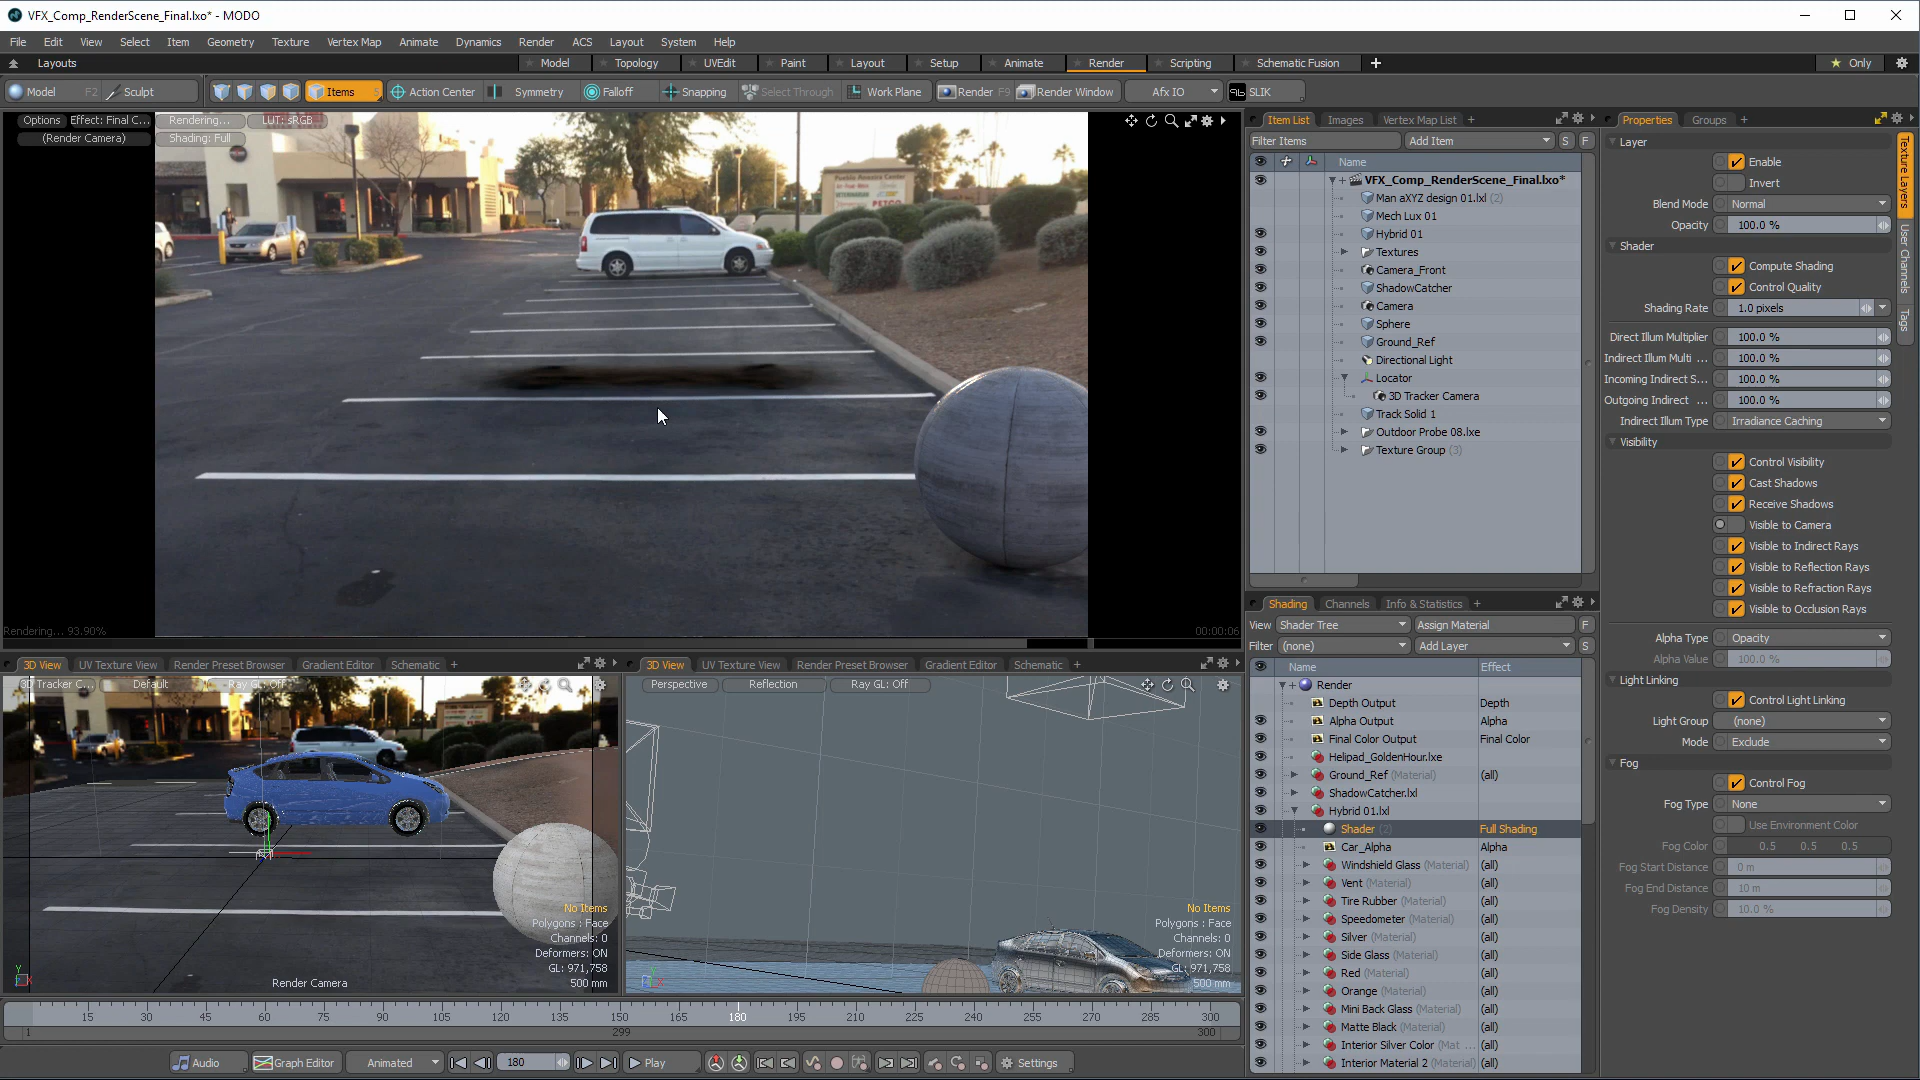 VFX_Comp_RenderScene_Final.lxo* - MODO
File Edit View Select Item Geometry Texture Vertex Map Animate Dynamics Render ACS Layout System Help
Layouts Model Topology UVEdit Paint Layout Setup Animate Render Scripting Schematic Fusion + Only
Model F2 Sculpt Items Action Center Symmetry Falloff Snapping Select Through Work Plane Render F9 Render Window Afx IO SLIK
Options Effect: Final C... Rendering... LUT: sRGB
(Render Camera) Shading: Full
PETCO
Rendering... 93.90% 00:00:06
Item List Images Vertex Map List +
Filter Items Add Item S F
Name
VFX_Comp_RenderScene_Final.lxo*
Man aXYZ design 01.lxl (2)
Mech Lux 01
Hybrid 01
Textures
Camera_Front
ShadowCatcher
Camera
Sphere
Ground_Ref
Directional Light
Locator
3D Tracker Camera
Track Solid 1
Outdoor Probe 08.lxe
Texture Group (3)
Properties Groups +
Layer
Enable
Invert
Blend Mode Normal
Opacity 100.0 %
Shader
Compute Shading
Control Quality
Shading Rate 1.0 pixels
Direct Illum Multiplier 100.0 %
Indirect Illum Multi ... 100.0 %
Incoming Indirect S... 100.0 %
Outgoing Indirect ... 100.0 %
Indirect Illum Type Irradiance Caching
Visibility
Control Visibility
Cast Shadows
Receive Shadows
Visible to Camera
Visible to Indirect Rays
Visible to Reflection Rays
Visible to Refraction Rays
Visible to Occlusion Rays
Alpha Type Opacity
Alpha Value 100.0 %
Light Linking
Control Light Linking
Light Group (none)
Mode Exclude
Fog
Control Fog
Fog Type None
Use Environment Color
Fog Color 0.5 0.5 0.5
Fog Start Distance 0 m
Fog End Distance 10 m
Fog Density 10.0 %
Texture Layers
User Channels
Tags
Shading Channels Info & Statistics +
View Shader Tree Assign Material F
Filter (none) Add Layer S
Name Effect
Render
Depth Output Depth
Alpha Output Alpha
Final Color Output Final Color
Helipad_GoldenHour.lxe
Ground_Ref (Material) (all)
ShadowCatcher.lxl
Hybrid 01.lxl
Shader (2) Full Shading
Car_Alpha Alpha
Windshield Glass (Material) (all)
Vent (Material) (all)
Tire Rubber (Material) (all)
Speedometer (Material) (all)
Silver (Material) (all)
Side Glass (Material) (all)
Red (Material) (all)
Orange (Material) (all)
Mini Back Glass (Material) (all)
Matte Black (Material) (all)
Interior Silver Color (Mat ... (all)
Interior Material 2 (Material) (all)
3D View UV Texture View Render Preset Browser Gradient Editor Schematic +
3D Tracker C... Default Ray GL: Off
No Items
Polygons : Face
Channels: 0
Deformers: ON
GL: 971,758
500 mm
Render Camera
3D View UV Texture View Render Preset Browser Gradient Editor Schematic +
Perspective Reflection Ray GL: Off
No Items
Polygons : Face
Channels: 0
Deformers: ON
GL: 971,758
500 mm
15 30 45 60 75 90 105 120 135 150 165 180 195 210 225 240 255 270 285 300
1 299 300
Audio Graph Editor Animated 180 Play Settings